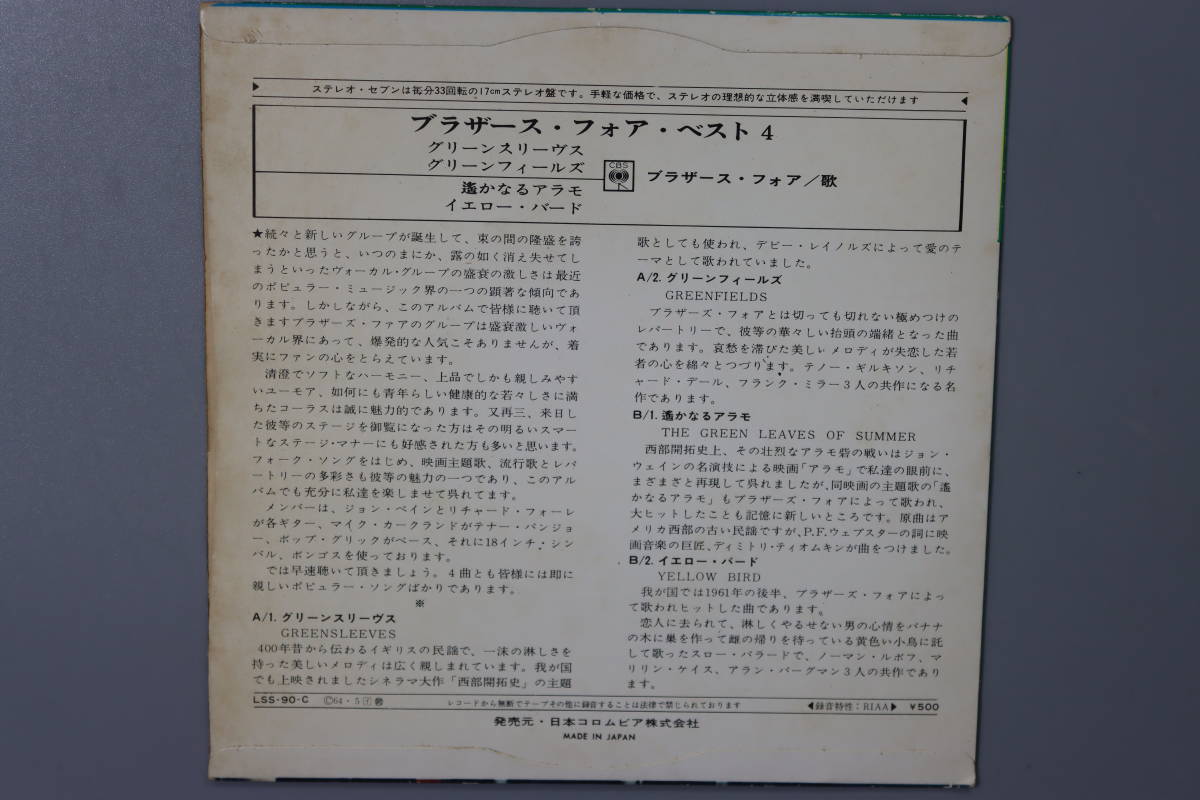 ステレオ・セブンは毎分33回転の17cmステレオ盤です。手軽な価格で、ステレオの理想的な立体感を満喫していただけます
ブラザース・フォア・ベスト 4
グリーンスリーヴス
グリーンフィールズ
遙かなるアラモ
イエロー・バード
CBS
ブラザース・フォア/歌
★続々と新しいグループが誕生して、束の間の隆盛を誇
ったかと思うと、いつのまにか、露の如く消え失せてし
まうといったヴォーカル・グループの盛衰の激しさは最近
のポピュラー・ミュージック界の一つの顕著な傾向であ
ります。しかしながら、このアルバムで皆様に聴いて頂
きますブラザーズ・ファアのグループは盛衰激しいヴォ
ーカル界にあって、爆発的な人気こそありませんが、着
実にファンの心をとらえています。
清澄でソフトなハーモニー、上品でしかも親しみやす
いユーモア、如何にも青年らしい健康的な若々しさに満
ちたコーラスは誠に魅力的であります。又再三、来日し
た彼等のステージを御覧になった方はその明るいスマー
トなステージ・マナーにも好感された方も多いと思います。
フォーク・ソングをはじめ、映画主題歌、流行歌とレパ
ートリーの多彩さも彼等の魅力の一つであり、このアル
バムでも充分に私達を楽しませて呉れてます。
メンバーは、ジョン・ペインとリチャード・フォーレ
が各ギター、マイク・カークランドがテナー・バンジョ
ー、ボッブ・グリックがベース、それに18インチ・シン
バル、ボンゴスを使っております。
では早速聴いて頂きましょう。4曲とも皆様には即に
親しいポピュラー・ソングばかりであります。
※
A/1. グリーンスリーヴス
GREENSLEEVES
400年昔から伝わるイギリスの民謡で、一沫の淋しさを
持った美しいメロディは広く親しまれています。我が国
でも上映されましたシネラマ大作「西部開拓史」の主題
歌としても使われ、デビー・レイノルズによって愛のテ
ーマとして歌われていました。
A/2. グリーンフィールズ
GREENFIELDS
ブラザーズ・フォアとは切っても切れない極めつけの
レパートリーで、彼等の華々しい抬頭の端緒となった曲
であります。哀愁を滞びた美しいメロディが失恋した若
者の心を綿々とつづります。テノー・ギルキソン、リチ
ャード・デール、フランク・ミラー3人の共作になる名
作であります。
B/1. 遙かなるアラモ
THE GREEN LEAVES OF SUMMER
西部開拓史上、その壮烈なアラモ砦の戦いはジョン・
ウェインの名演技による映画「アラモ」で私達の眼前に、
まざまざと再現して呉れましたが、同映画の主題歌の「遙
かなるアラモ」もブラザーズ・フォアによって歌われ、
大ヒットしたことも記憶に新しいところです。原曲はア
メリカ西部の古い民謡ですが、P.F.ウェブスターの詞に映
画音楽の巨匠、ディミトリ・ティオムキンが曲をつけました。
B/2. イエロー・バード
YELLOW BIRD
我が国では1961年の後半、ブラザーズ・フォアによっ
て歌われヒットした曲であります。
恋人に去られて、淋しくやるせない男の心情をバナナ
の木に巣を作って雌の帰りを待っている黄色い小鳥に託
して歌ったスロー・バラードで、ノーマン・ルボフ、マ
リリン・ケイス、アラン・バーグマン3人の共作であり
ます。
LSS-90-C Ⓒ64・5
レコードから無断でテープその他に録音することは法律で禁じられております
◀録音特性:RIAA▶ ¥500
発売元・日本コロムビア株式会社
MADE IN JAPAN